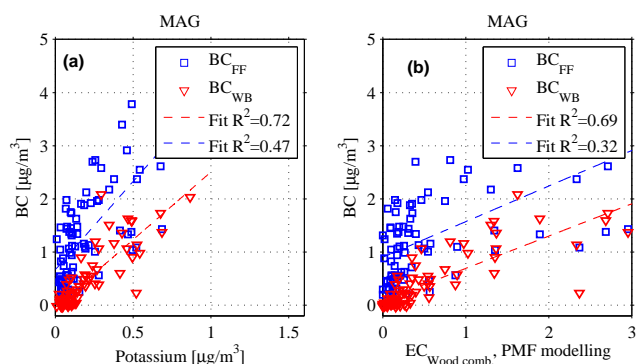 MAG
MAG
(a)
BC_FF
BC_WB
Fit R²=0.72
Fit R²=0.47
BC [µg/m³]
5
4
3
2
1
0
0
0.5
1
1.5
Potassium [µg/m³]
(b)
BC_FF
BC_WB
Fit R²=0.69
Fit R²=0.32
BC [µg/m³]
5
4
3
2
1
0
0
1
2
3
EC_Wood comb, PMF modelling